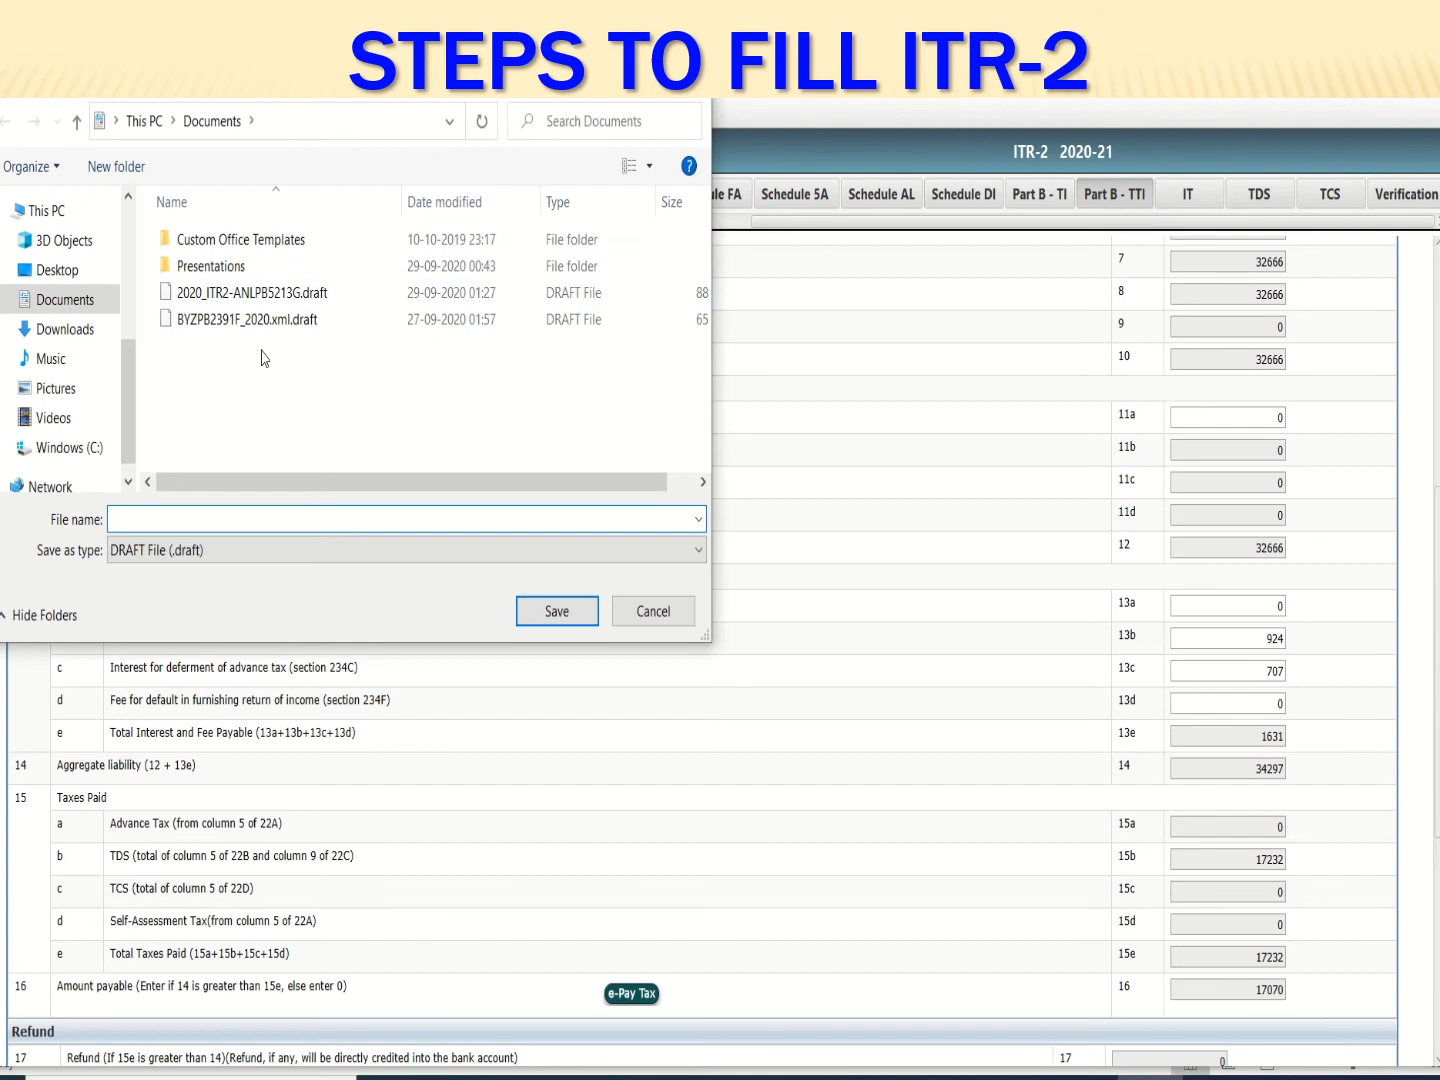 STEPS TO FILL ITR-2
This PC Documents
Search Documents
Organize New folder
?
ITR-2 2020-21
Schedule 5A Schedule AL Schedule DI Part B - TI Part B - TTI IT TDS TCS Verification
FA
Name Date modified Type Size
This PC
3D Objects
Desktop
Documents
Downloads
Music
Pictures
Videos
Windows (C:)
Network
Custom Office Templates 10-10-2019 23:17 File folder
Presentations 29-09-2020 00:43 File folder
2020_ITR2-ANLPB5213G.draft 29-09-2020 01:27 DRAFT File 88
BYZPB2391F_2020.xml.draft 27-09-2020 01:57 DRAFT File 65
File name:
Save as type: DRAFT File (.draft)
Hide Folders
Save Cancel
7 32666
8 32666
9 0
10 32666
11a 0
11b 0
11c 0
11d 0
12 32666
13a 0
13b 924
c Interest for deferment of advance tax (section 234C) 13c 707
d Fee for default in furnishing return of income (section 234F) 13d 0
e Total Interest and Fee Payable (13a+13b+13c+13d) 13e 1631
14 Aggregate liability (12 + 13e) 14 34297
15 Taxes Paid
a Advance Tax (from column 5 of 22A) 15a 0
b TDS (total of column 5 of 22B and column 9 of 22C) 15b 17232
c TCS (total of column 5 of 22D) 15c 0
d Self-Assessment Tax(from column 5 of 22A) 15d 0
e Total Taxes Paid (15a+15b+15c+15d) 15e 17232
16 Amount payable (Enter if 14 is greater than 15e, else enter 0) e-Pay Tax 16 17070
Refund
17 Refund (If 15e is greater than 14)(Refund, if any, will be directly credited into the bank account) 17 0